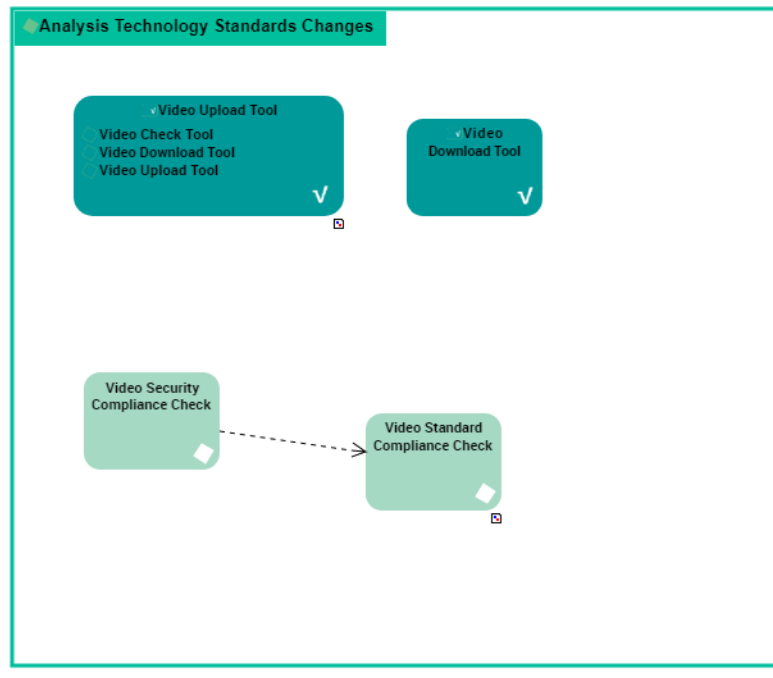 Analysis Technology Standards Changes
Video Upload Tool
Video Check Tool
Video Download Tool
Video Upload Tool
Video
Download Tool
Video Security
Compliance Check
Video Standard
Compliance Check